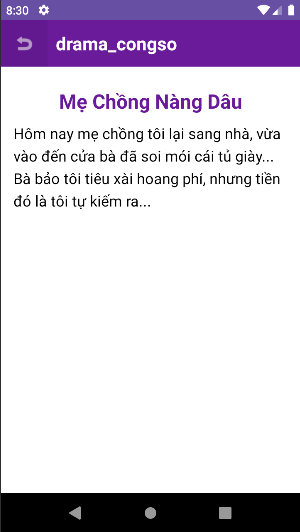 8:30
drama_congso
Mẹ Chồng Nàng Dâu
Hôm nay mẹ chồng tôi lại sang nhà, vừa
vào đến cửa bà đã soi mói cái tủ giày...
Bà bảo tôi tiêu xài hoang phí, nhưng tiền
đó là tôi tự kiếm ra...